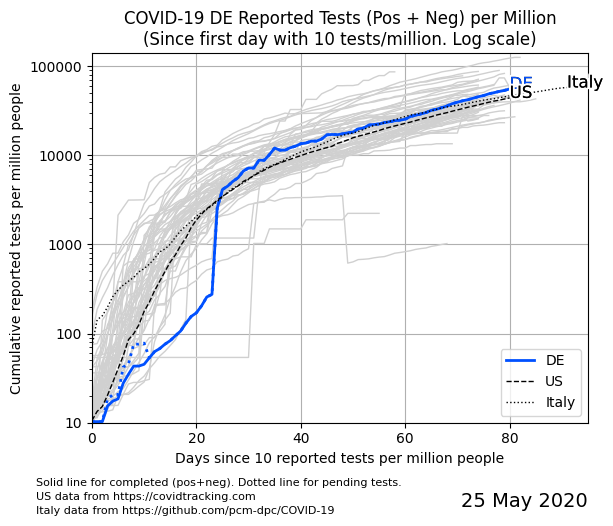 COVID-19 DE Reported Tests (Pos + Neg) per Million
(Since first day with 10 tests/million. Log scale)
Cumulative reported tests per million people
100000
10000
1000
100
10
DE
US
Italy
DE
US
Italy
0
20
40
60
80
Days since 10 reported tests per million people
Solid line for completed (pos+neg). Dotted line for pending tests.
US data from https://covidtracking.com
Italy data from https://github.com/pcm-dpc/COVID-19
25 May 2020